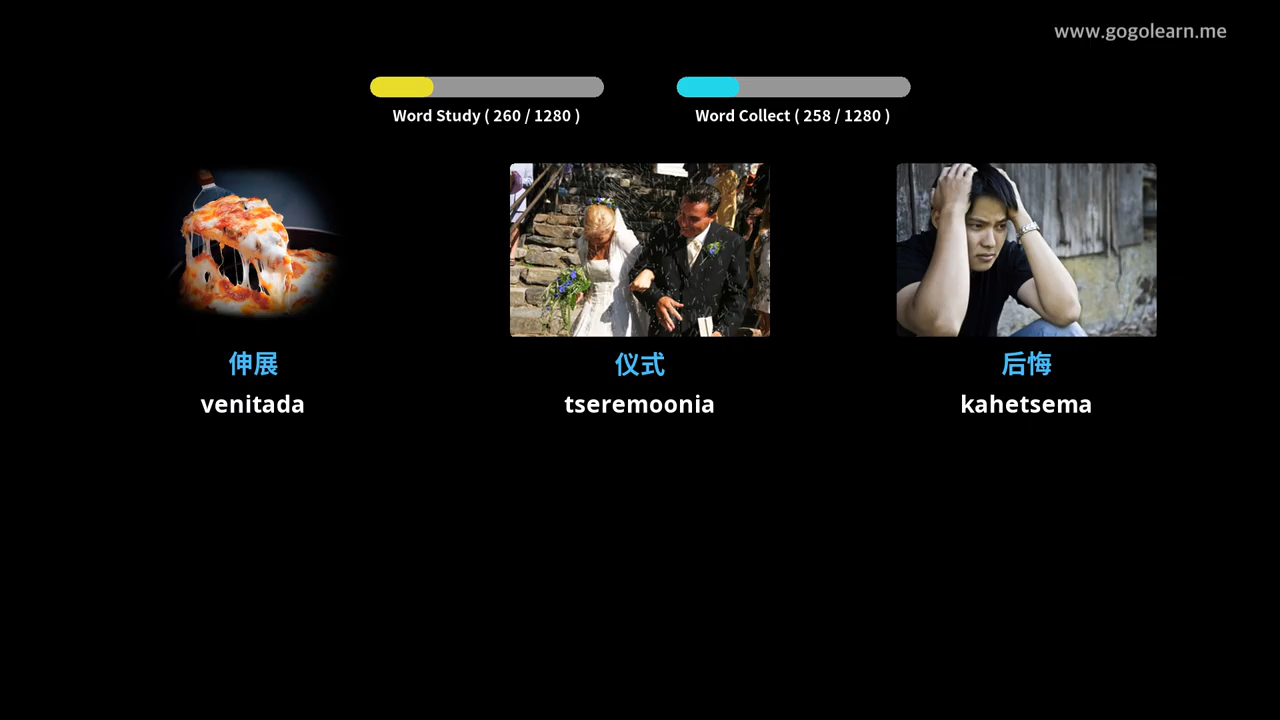 www.gogolearn.me
Word Study ( 260 / 1280 )
Word Collect ( 258 / 1280 )
伸展
仪式
后悔
venitada
tseremoonia
kahetsema